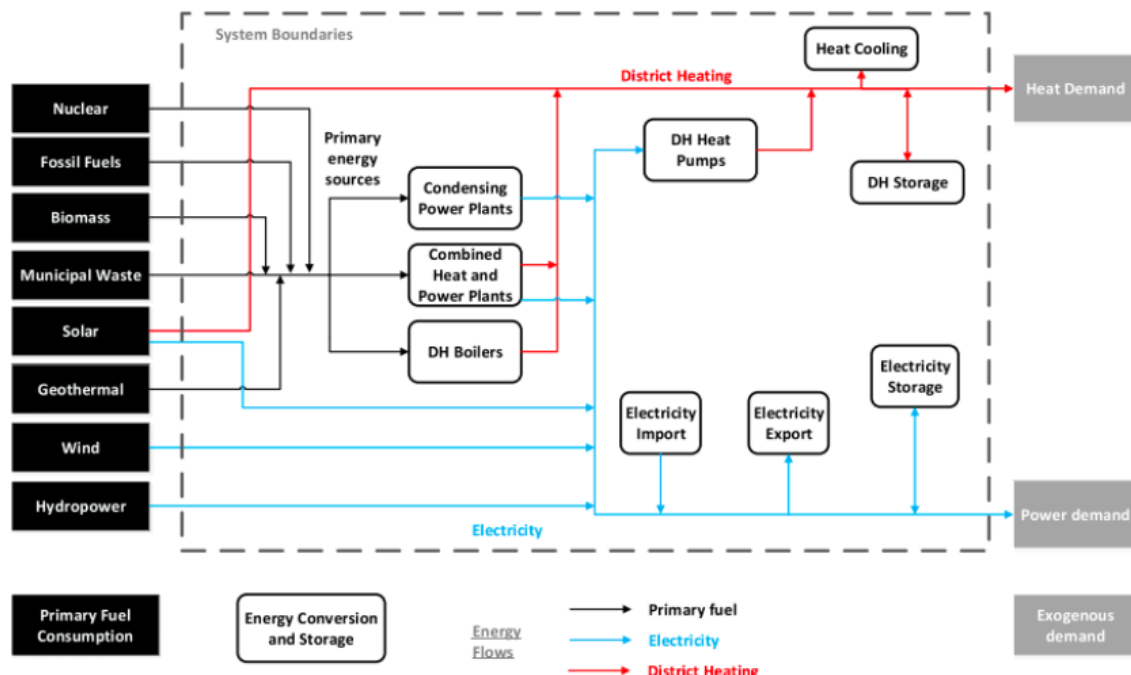 System Boundaries
Heat Cooling
District Heating
Heat Demand
Nuclear
Fossil Fuels
Biomass
Municipal Waste
Solar
Geothermal
Wind
Hydropower
Primary
energy
sources
Condensing
Power Plants
Combined
Heat and
Power Plants
DH Boilers
DH Heat
Pumps
DH Storage
Electricity
Import
Electricity
Export
Electricity
Storage
Electricity
Power demand
Primary Fuel
Consumption
Energy Conversion
and Storage
Energy
Flows
Primary fuel
Electricity
District Heating
Exogenous
demand